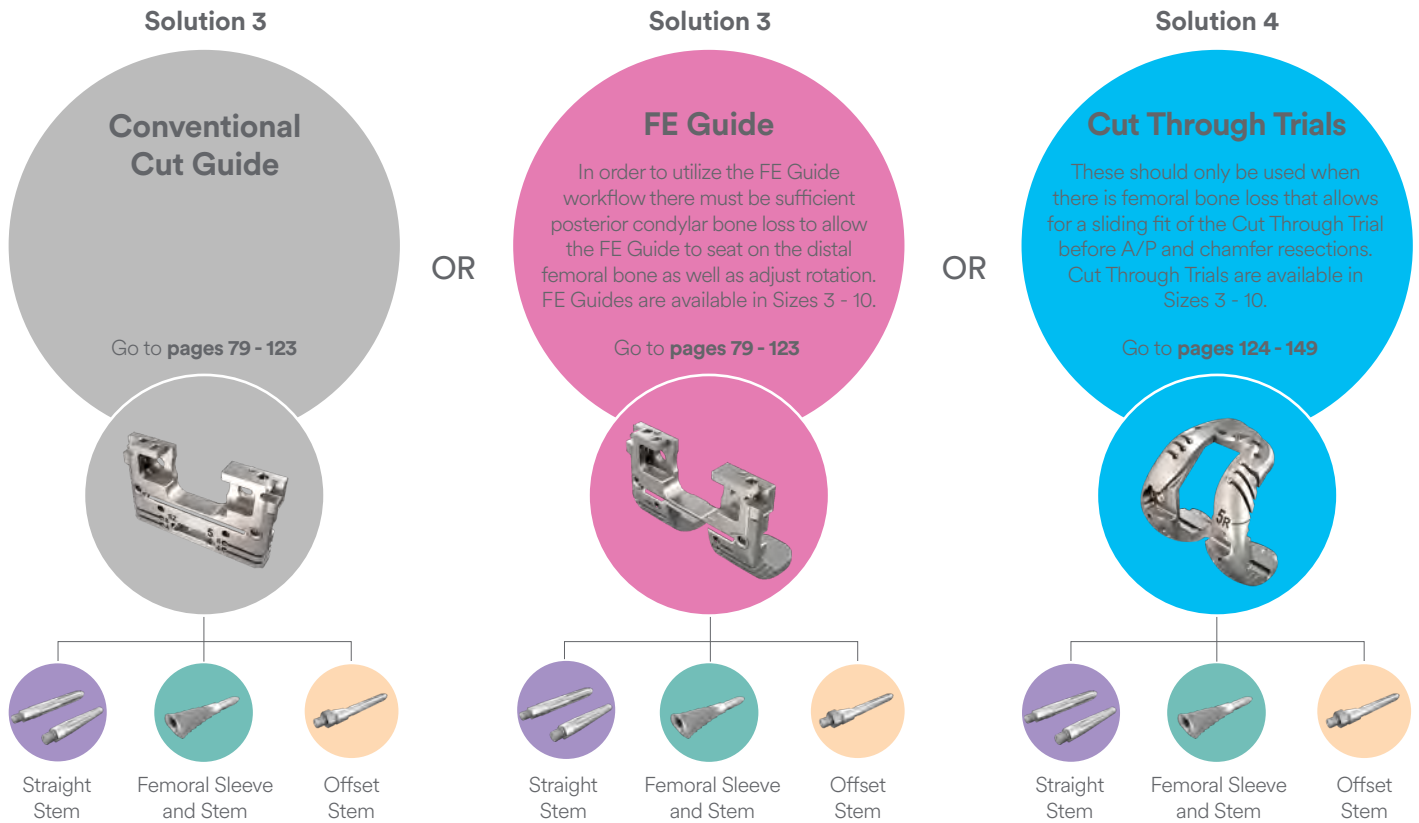 Solution 3
Conventional
Cut Guide
Go to pages 79 - 123
Straight
Stem
Femoral Sleeve
and Stem
Offset
Stem
OR
Solution 3
FE Guide
In order to utilize the FE Guide
workflow there must be sufficient
posterior condylar bone loss to allow
the FE Guide to seat on the distal
femoral bone as well as adjust rotation.
FE Guides are available in Sizes 3 - 10.
Go to pages 79 - 123
Straight
Stem
Femoral Sleeve
and Stem
Offset
Stem
OR
Solution 4
Cut Through Trials
These should only be used when
there is femoral bone loss that allows
for a sliding fit of the Cut Through Trial
before A/P and chamfer resections.
Cut Through Trials are available in
Sizes 3 - 10.
Go to pages 124 - 149
5R
Straight
Stem
Femoral Sleeve
and Stem
Offset
Stem